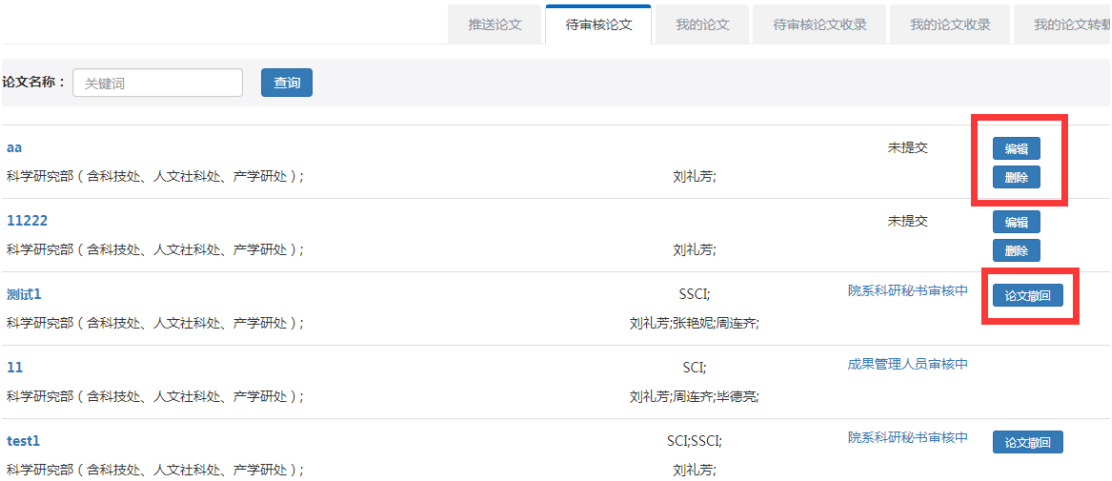 推送论文 待审核论文 我的论文 待审核论文收录 我的论文收录 我的论文转载
论文名称： 关键词 查询
aa 未提交 编辑
科学研究部（含科技处、人文社科处、产学研处）; 刘礼芳; 删除
11222 未提交 编辑
科学研究部（含科技处、人文社科处、产学研处）; 刘礼芳; 删除
测试1 SSCI; 院系科研秘书审核中 论文撤回
科学研究部（含科技处、人文社科处、产学研处）; 刘礼芳;张艳妮;周连齐;
11 SCI; 成果管理人员审核中
科学研究部（含科技处、人文社科处、产学研处）; 刘礼芳;周连齐;毕德亮;
test1 SCI;SSCI; 院系科研秘书审核中 论文撤回
科学研究部（含科技处、人文社科处、产学研处）; 刘礼芳;